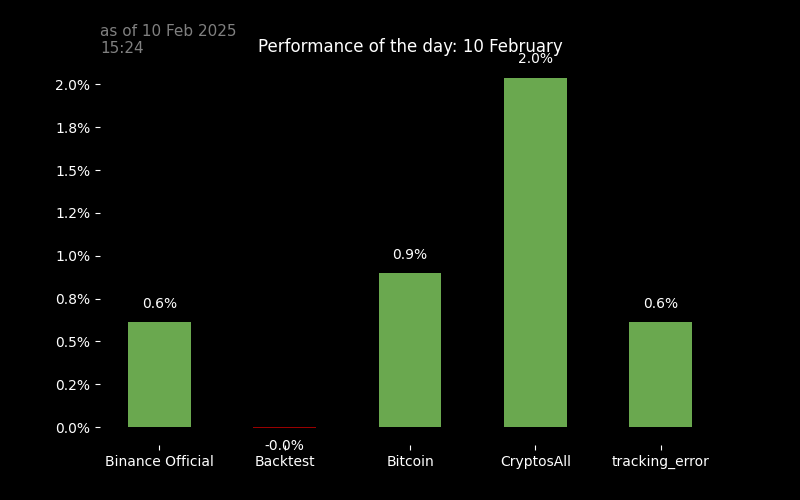 as of 10 Feb 2025
15:24
Performance of the day: 10 February
2.0%
1.8%
1.5%
1.2%
1.0%
0.8%
0.5%
0.2%
0.0%
0.6%
-0.0%
0.9%
2.0%
0.6%
Binance Official
Backtest
Bitcoin
CryptosAll
tracking_error